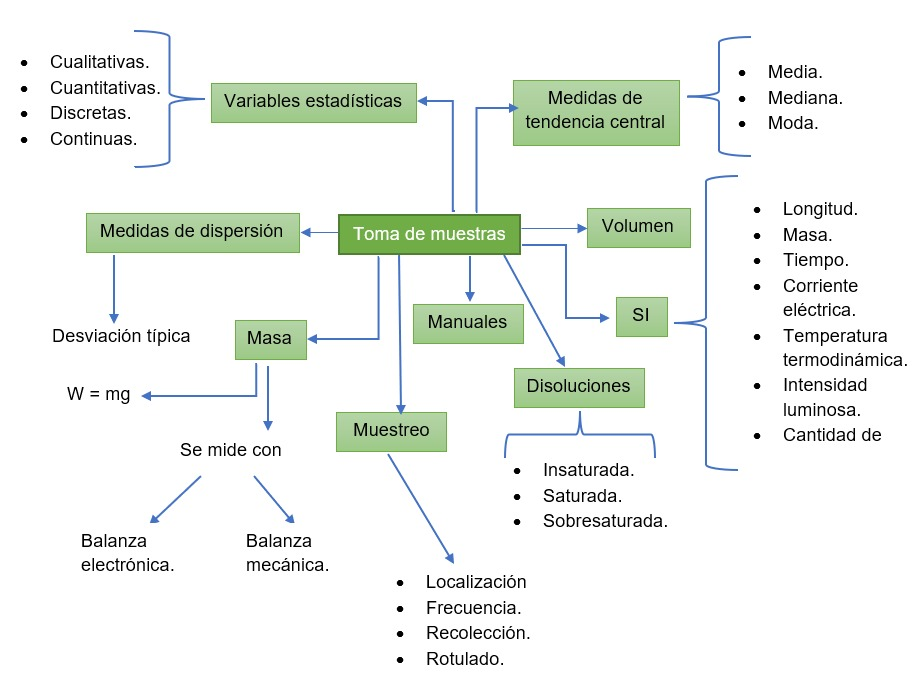 Cualitativas.
Cuantitativas.
Discretas.
Continuas.
Variables estadísticas
Medidas de
tendencia central
Media.
Mediana.
Moda.
Medidas de dispersión
Toma de muestras
Volumen
Longitud.
Masa.
Tiempo.
Corriente
eléctrica.
Temperatura
termodinámica.
Intensidad
luminosa.
Cantidad de
SI
Desviación típica
Masa
Manuales
W = mg
Disoluciones
Muestreo
Se mide con
Insaturada.
Saturada.
Sobresaturada.
Balanza
electrónica.
Balanza
mecánica.
Localización
Frecuencia.
Recolección.
Rotulado.